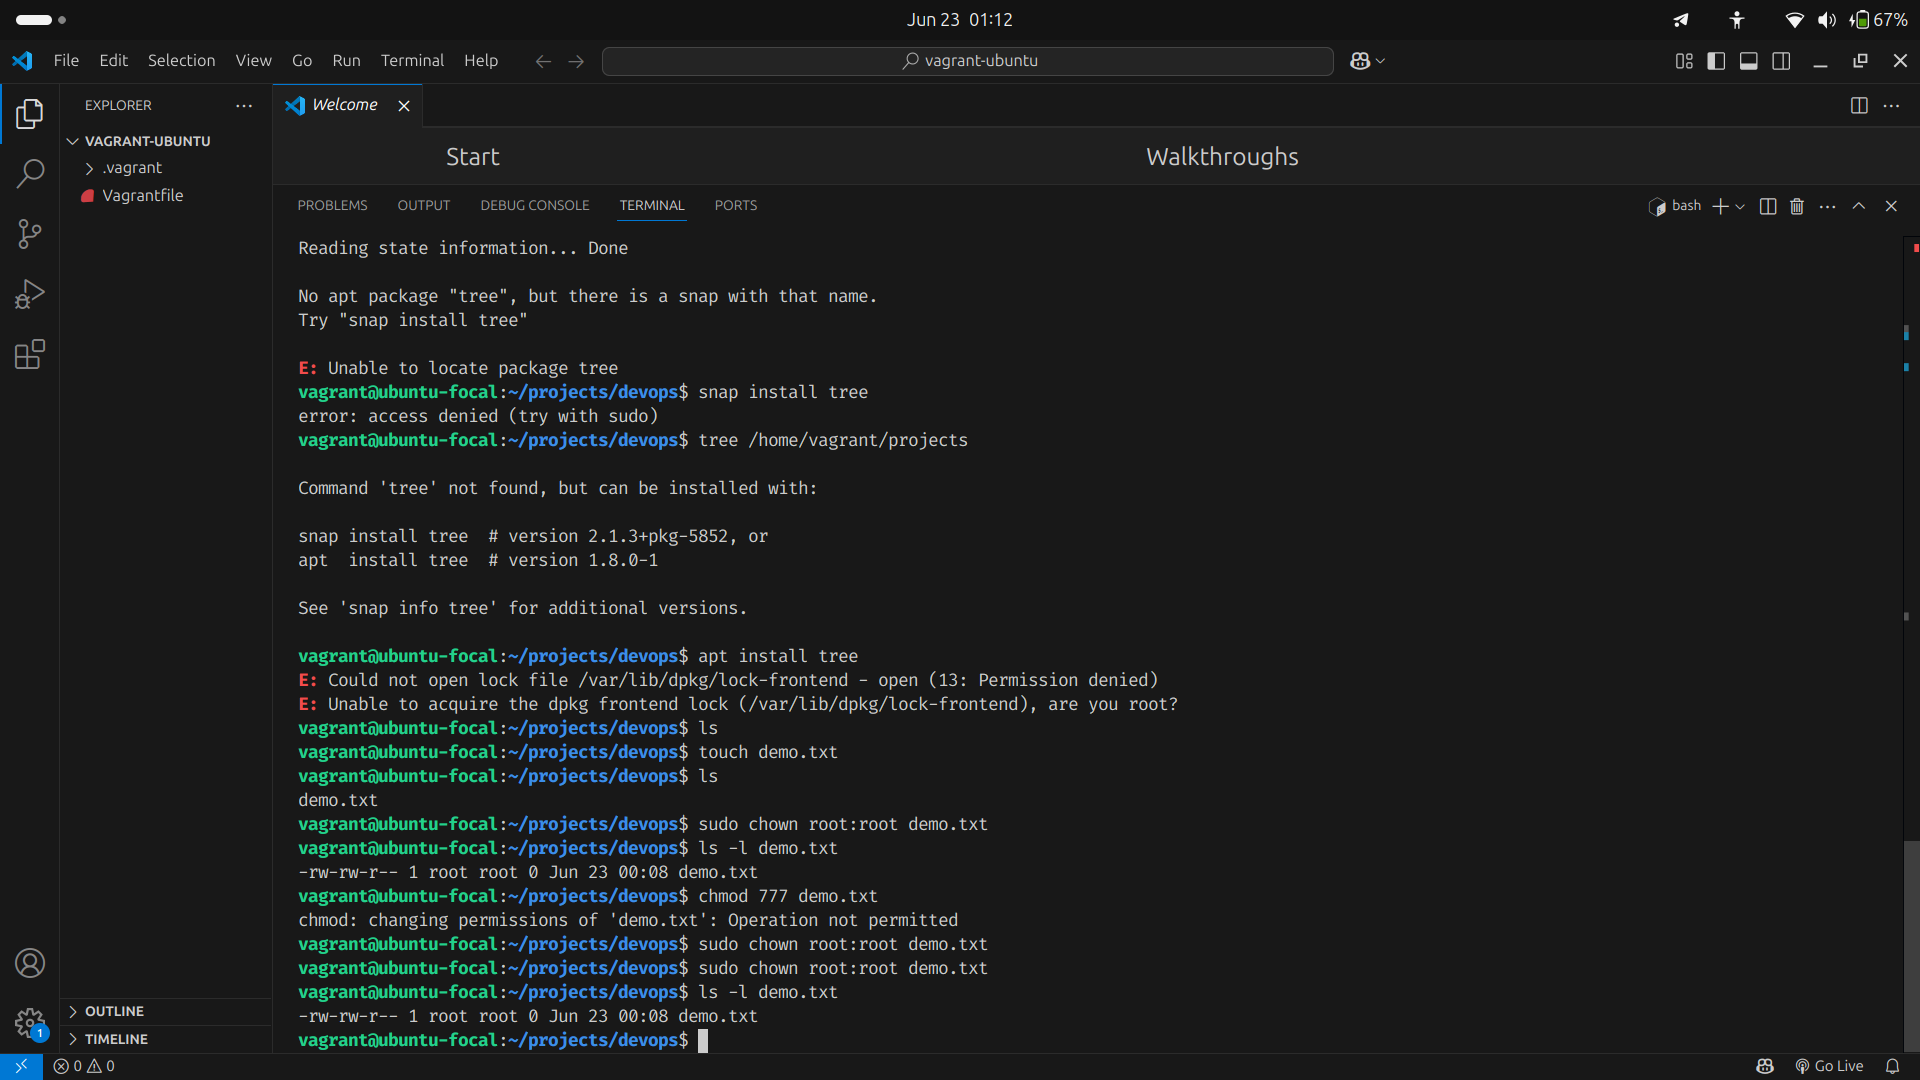 Jun 23 01:12
67%
File Edit Selection View Go Run Terminal Help
vagrant-ubuntu
EXPLORER
VAGRANT-UBUNTU
.vagrant
Vagrantfile
OUTLINE
TIMELINE
1
Welcome
Start
Walkthroughs
PROBLEMS OUTPUT DEBUG CONSOLE TERMINAL PORTS
bash
Reading state information... Done
No apt package "tree", but there is a snap with that name.
Try "snap install tree"
E: Unable to locate package tree
vagrant@ubuntu-focal:~/projects/devops$ snap install tree
error: access denied (try with sudo)
vagrant@ubuntu-focal:~/projects/devops$ tree /home/vagrant/projects
Command 'tree' not found, but can be installed with:
snap install tree  # version 2.1.3+pkg-5852, or
apt  install tree  # version 1.8.0-1
See 'snap info tree' for additional versions.
vagrant@ubuntu-focal:~/projects/devops$ apt install tree
E: Could not open lock file /var/lib/dpkg/lock-frontend - open (13: Permission denied)
E: Unable to acquire the dpkg frontend lock (/var/lib/dpkg/lock-frontend), are you root?
vagrant@ubuntu-focal:~/projects/devops$ ls
vagrant@ubuntu-focal:~/projects/devops$ touch demo.txt
vagrant@ubuntu-focal:~/projects/devops$ ls
demo.txt
vagrant@ubuntu-focal:~/projects/devops$ sudo chown root:root demo.txt
vagrant@ubuntu-focal:~/projects/devops$ ls -l demo.txt
-rw-rw-r-- 1 root root 0 Jun 23 00:08 demo.txt
vagrant@ubuntu-focal:~/projects/devops$ chmod 777 demo.txt
chmod: changing permissions of 'demo.txt': Operation not permitted
vagrant@ubuntu-focal:~/projects/devops$ sudo chown root:root demo.txt
vagrant@ubuntu-focal:~/projects/devops$ sudo chown root:root demo.txt
vagrant@ubuntu-focal:~/projects/devops$ ls -l demo.txt
-rw-rw-r-- 1 root root 0 Jun 23 00:08 demo.txt
vagrant@ubuntu-focal:~/projects/devops$
0 0
Go Live